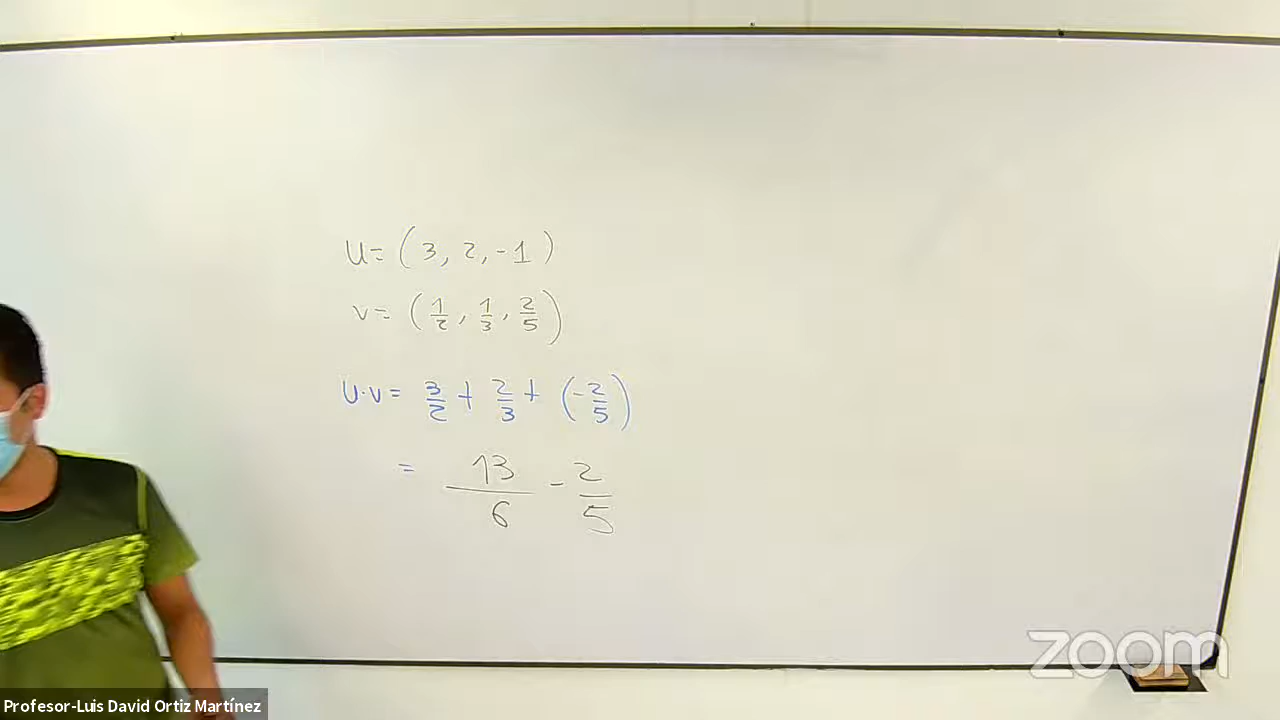 u = (3, 2, -1)
v = (1/2, 1/3, 2/5)
u·v = 3/2 + 2/3 + (-2/5)
= 13/6 - 2/5
zoom
Profesor-Luis David Ortiz Martínez